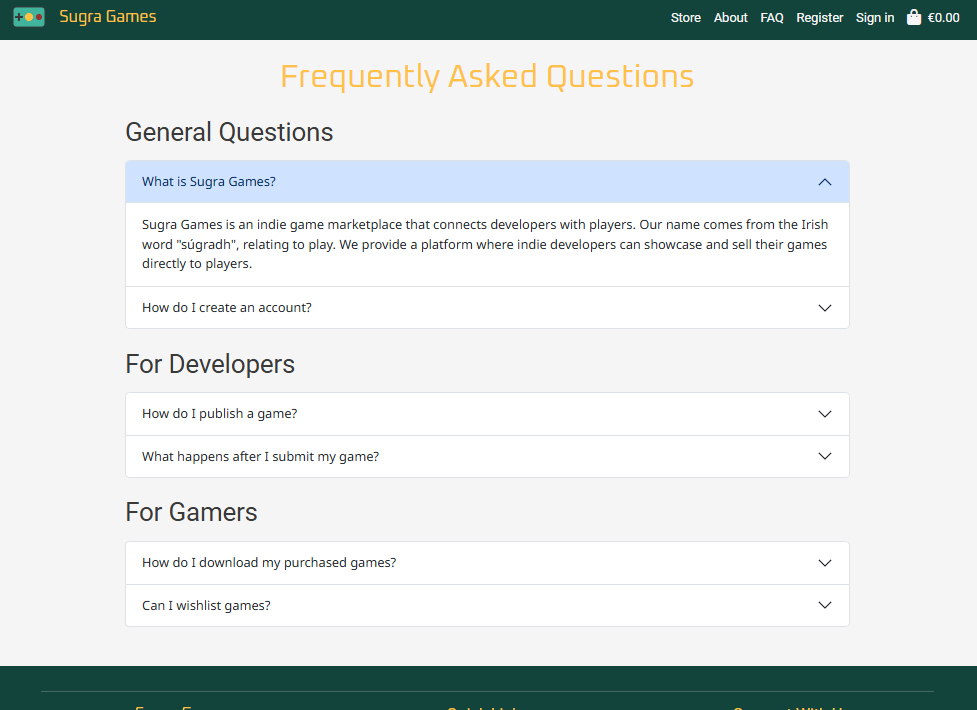 Sugra Games
Store About FAQ Register Sign in €0.00
Frequently Asked Questions
General Questions
What is Sugra Games?
Sugra Games is an indie game marketplace that connects developers with players. Our name comes from the Irish
word "súgradh", relating to play. We provide a platform where indie developers can showcase and sell their games
directly to players.
How do I create an account?
For Developers
How do I publish a game?
What happens after I submit my game?
For Gamers
How do I download my purchased games?
Can I wishlist games?